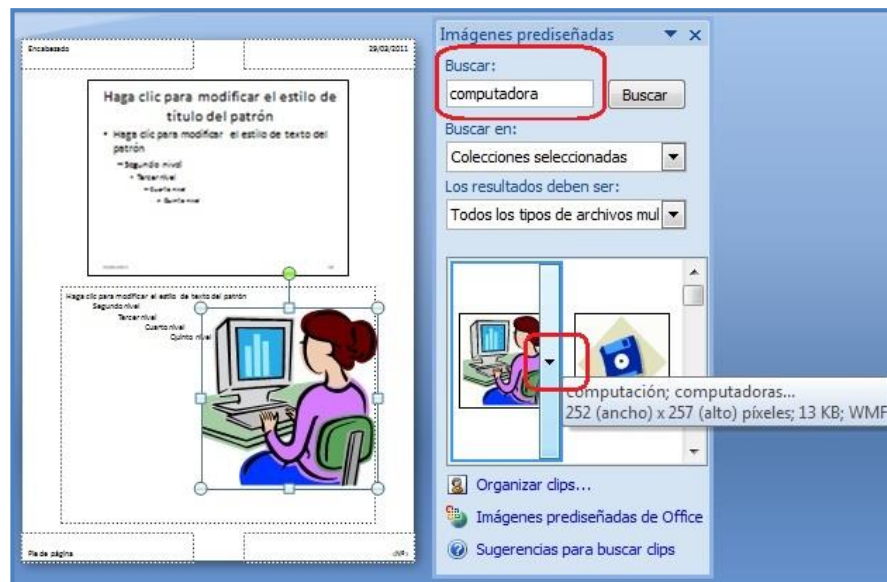 Encabezado
29/03/2011
Haga clic para modificar el estilo de
título del patrón
• Haga clic para modificar el estilo de texto del
patrón
– Segundo nivel
• Tercer nivel
– Cuarto nivel
• Quinto nivel
Haga clic para modificar el estilo de texto del patrón
Segundo nivel
Tercer nivel
Cuarto nivel
Quinto nivel
Pie de página
‹Nº›
Imágenes prediseñadas
Buscar:
computadora
Buscar
Buscar en:
Colecciones seleccionadas
Los resultados deben ser:
Todos los tipos de archivos mul
computación; computadoras...
252 (ancho) x 257 (alto) píxeles; 13 KB; WMF
Organizar clips...
Imágenes prediseñadas de Office
Sugerencias para buscar clips